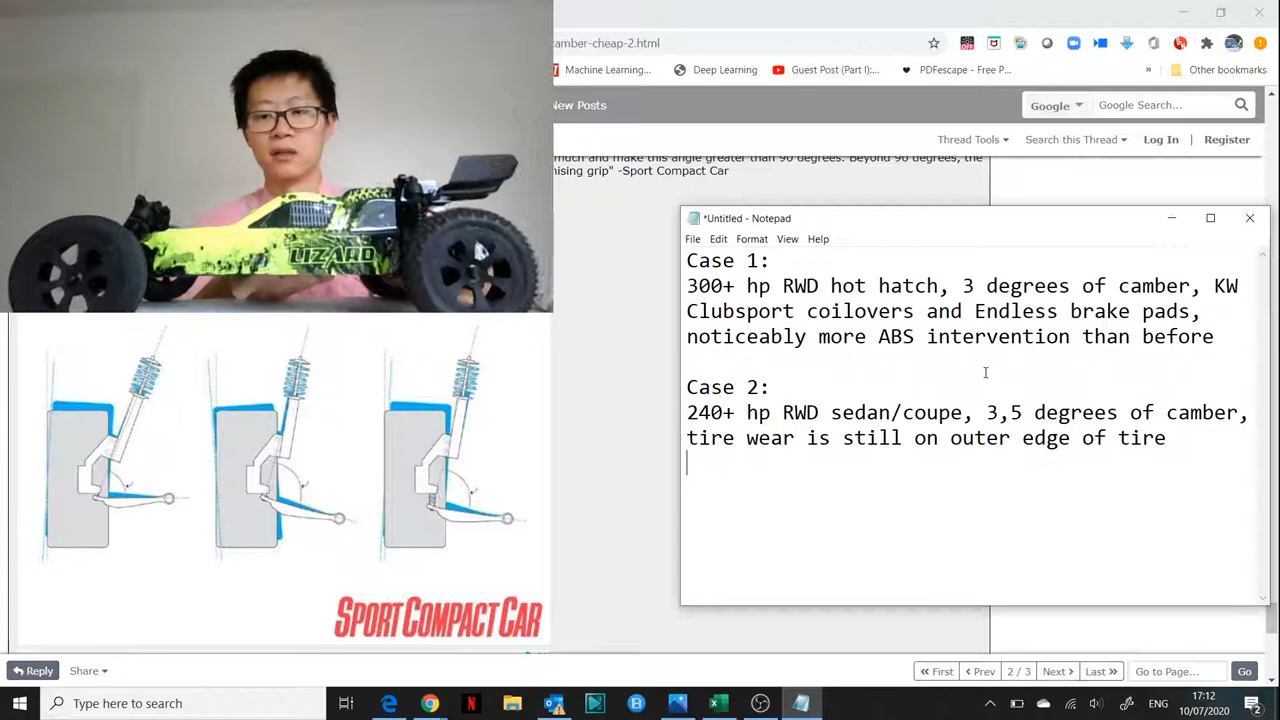 amber-cheap-2.html
Machine Learning...
Deep Learning
Guest Post (Part I):...
PDFescape - Free P...
»
Other bookmarks
New Posts
Google
Google Search...
Thread Tools
Search this Thread
Log In
Register
much and make this angle greater than 90 degrees. Beyond 90 degrees, the
nising grip" -Sport Compact Car
LIZARD
*Untitled - Notepad
File Edit Format View Help
Case 1:
300+ hp RWD hot hatch, 3 degrees of camber, KW
Clubsport coilovers and Endless brake pads,
noticeably more ABS intervention than before
Case 2:
240+ hp RWD sedan/coupe, 3,5 degrees of camber,
tire wear is still on outer edge of tire
SPORT COMPACT CAR
Reply
Share
« First
‹ Prev
2 / 3
Next ›
Last »
Go to Page...
Go
Type here to search
ENG
17:12
10/07/2020
2